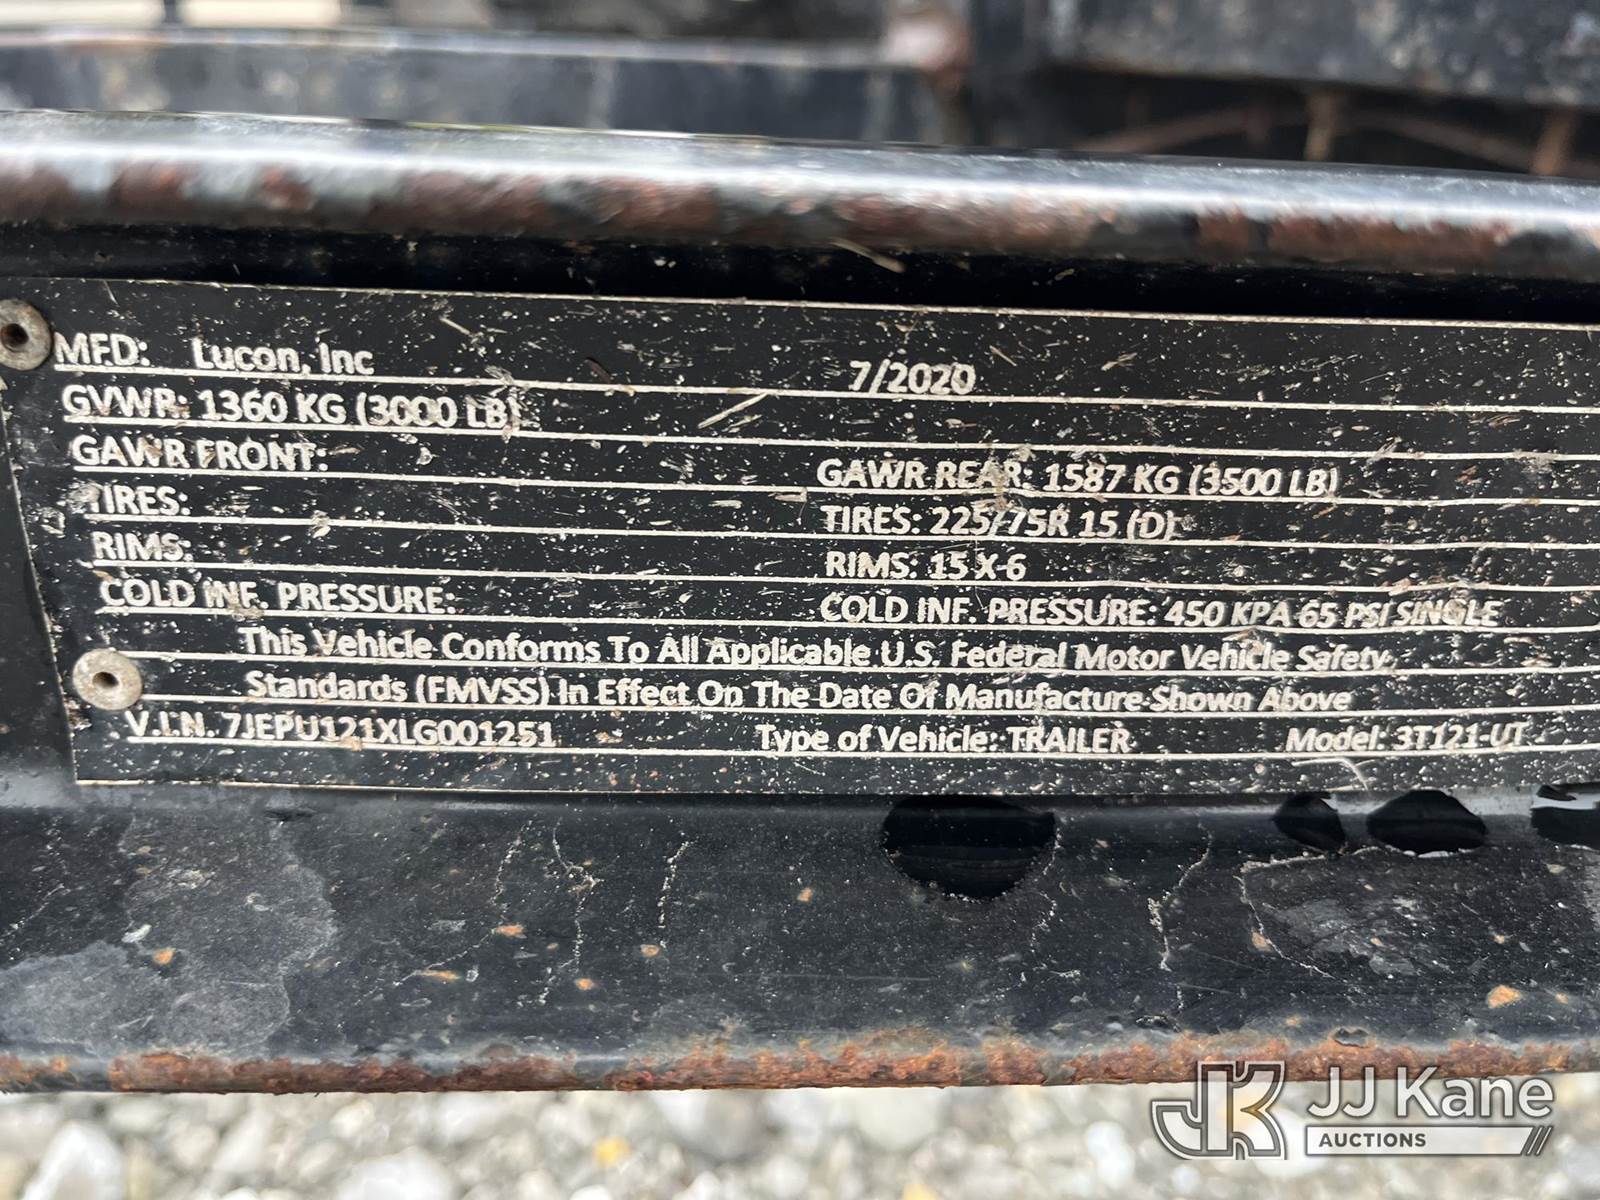 MFD: Lucon, Inc 7/2020
GVWR: 1360 KG (3000 LB)
GAWR FRONT: GAWR REAR: 1587 KG (3500 LB)
TIRES: TIRES: 225/75R 15 (D)
RIMS: RIMS: 15 X 6
COLD INF. PRESSURE: COLD INF. PRESSURE: 450 KPA 65 PSI SINGLE
This Vehicle Conforms To All Applicable U.S. Federal Motor Vehicle Safety
Standards (FMVSS) In Effect On The Date Of Manufacture Shown Above
V.I.N. 7JEPU121XLG001251 Type of Vehicle: TRAILER Model: 3T121-UT
JK JJ Kane
AUCTIONS